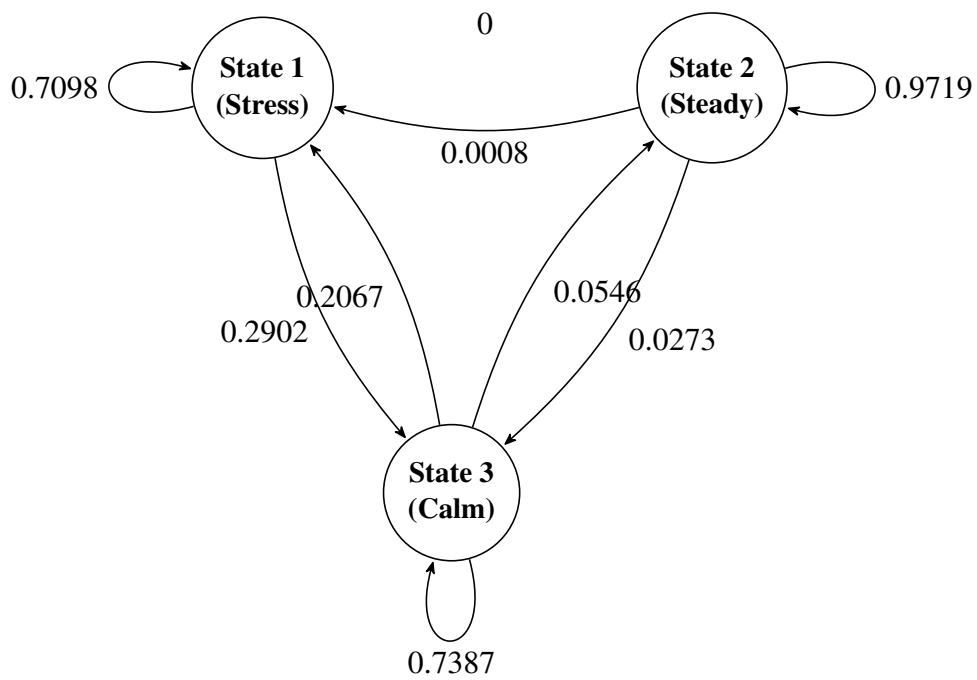 0
State 1
(Stress)
0.7098
State 2
(Steady)
0.9719
0.0008
0.2067
0.0546
0.2902
0.0273
State 3
(Calm)
0.7387